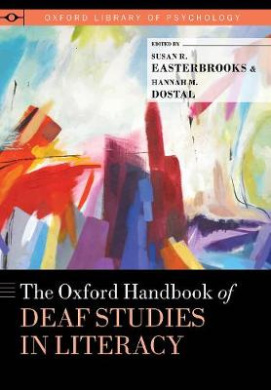 OXFORD LIBRARY OF PSYCHOLOGY
EDITED BY
SUSAN R.
EASTERBROOKS &
HANNAH M.
DOSTAL
The Oxford Handbook of
DEAF STUDIES
IN LITERACY